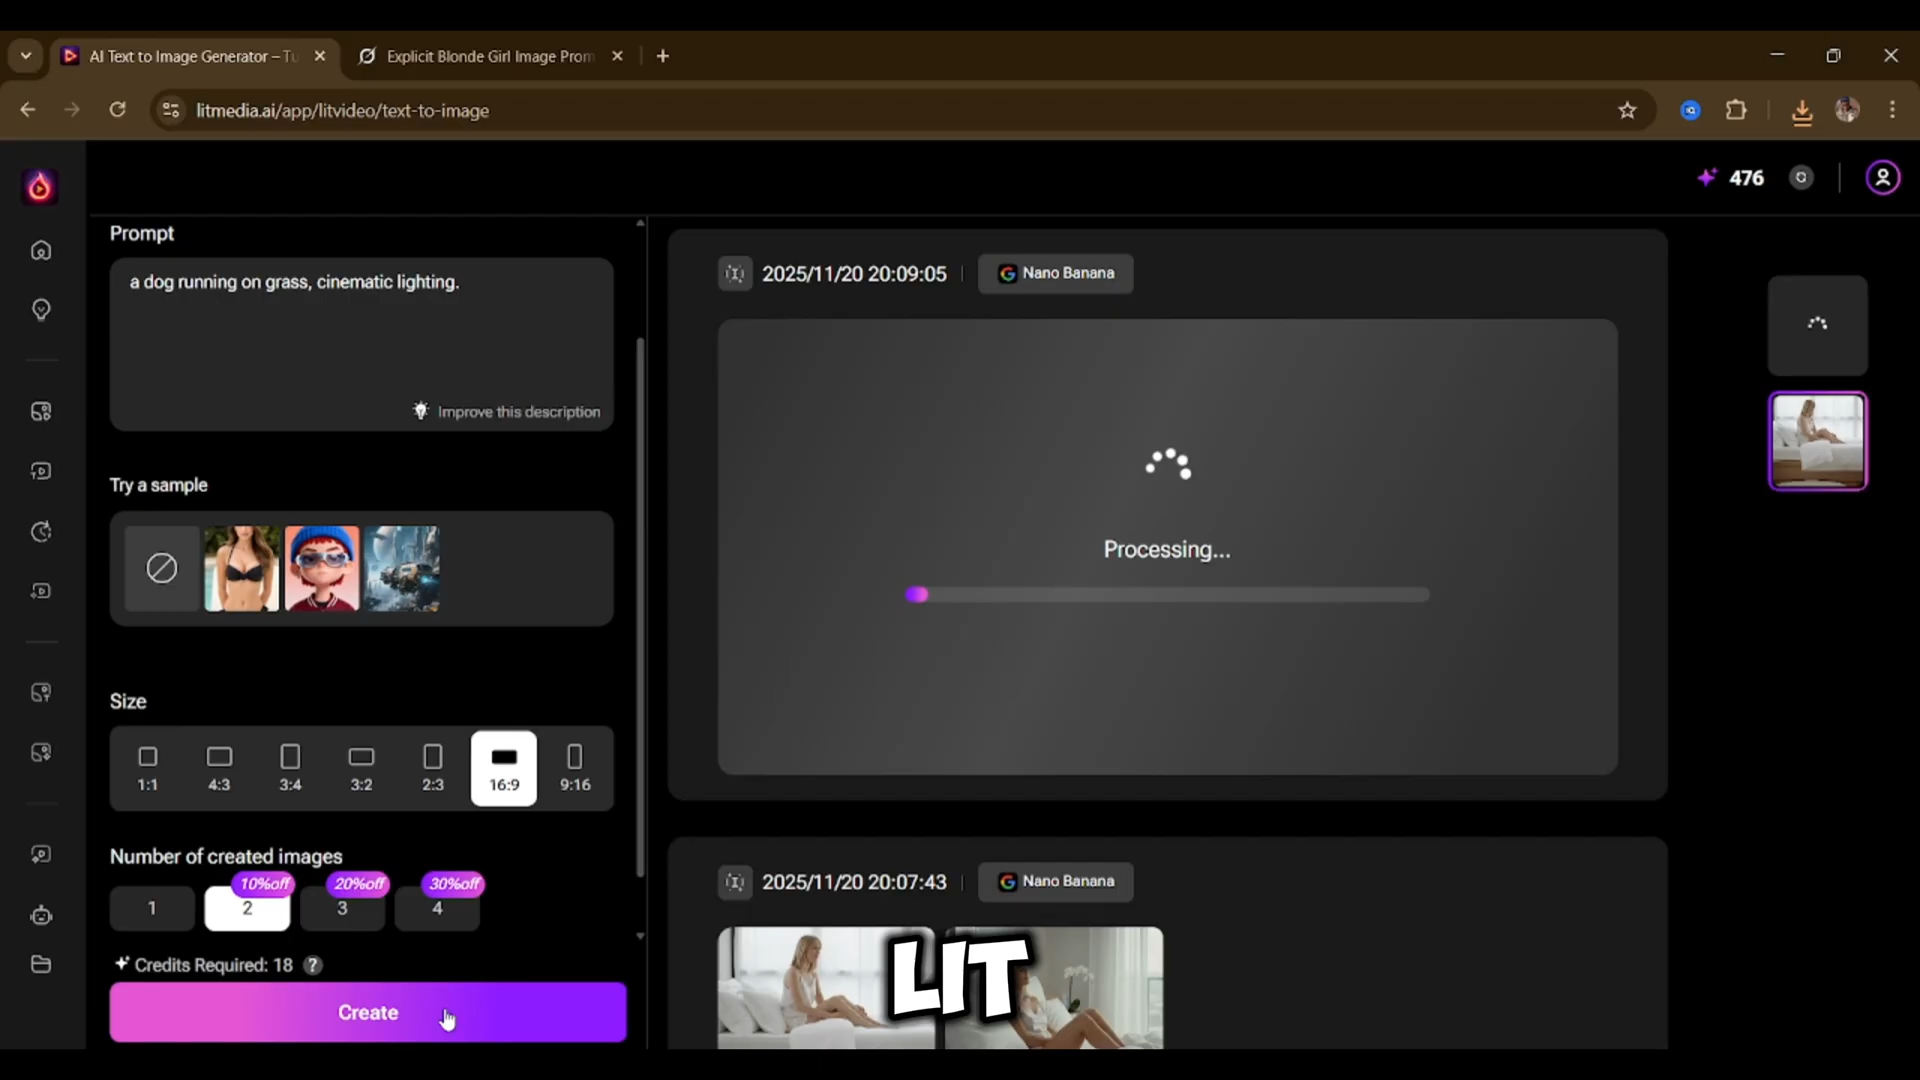 AI Text to Image Generator – Tu
Explicit Blonde Girl Image Prom
litmedia.ai/app/litvideo/text-to-image
476
Prompt
a dog running on grass, cinematic lighting.
Improve this description
Try a sample
Size
1:1 4:3 3:4 3:2 2:3 16:9 9:16
Number of created images
10%off 20%off 30%off
1 2 3 4
Credits Required: 18 ?
Create
2025/11/20 20:09:05 Nano Banana
Processing...
2025/11/20 20:07:43 Nano Banana
LIT